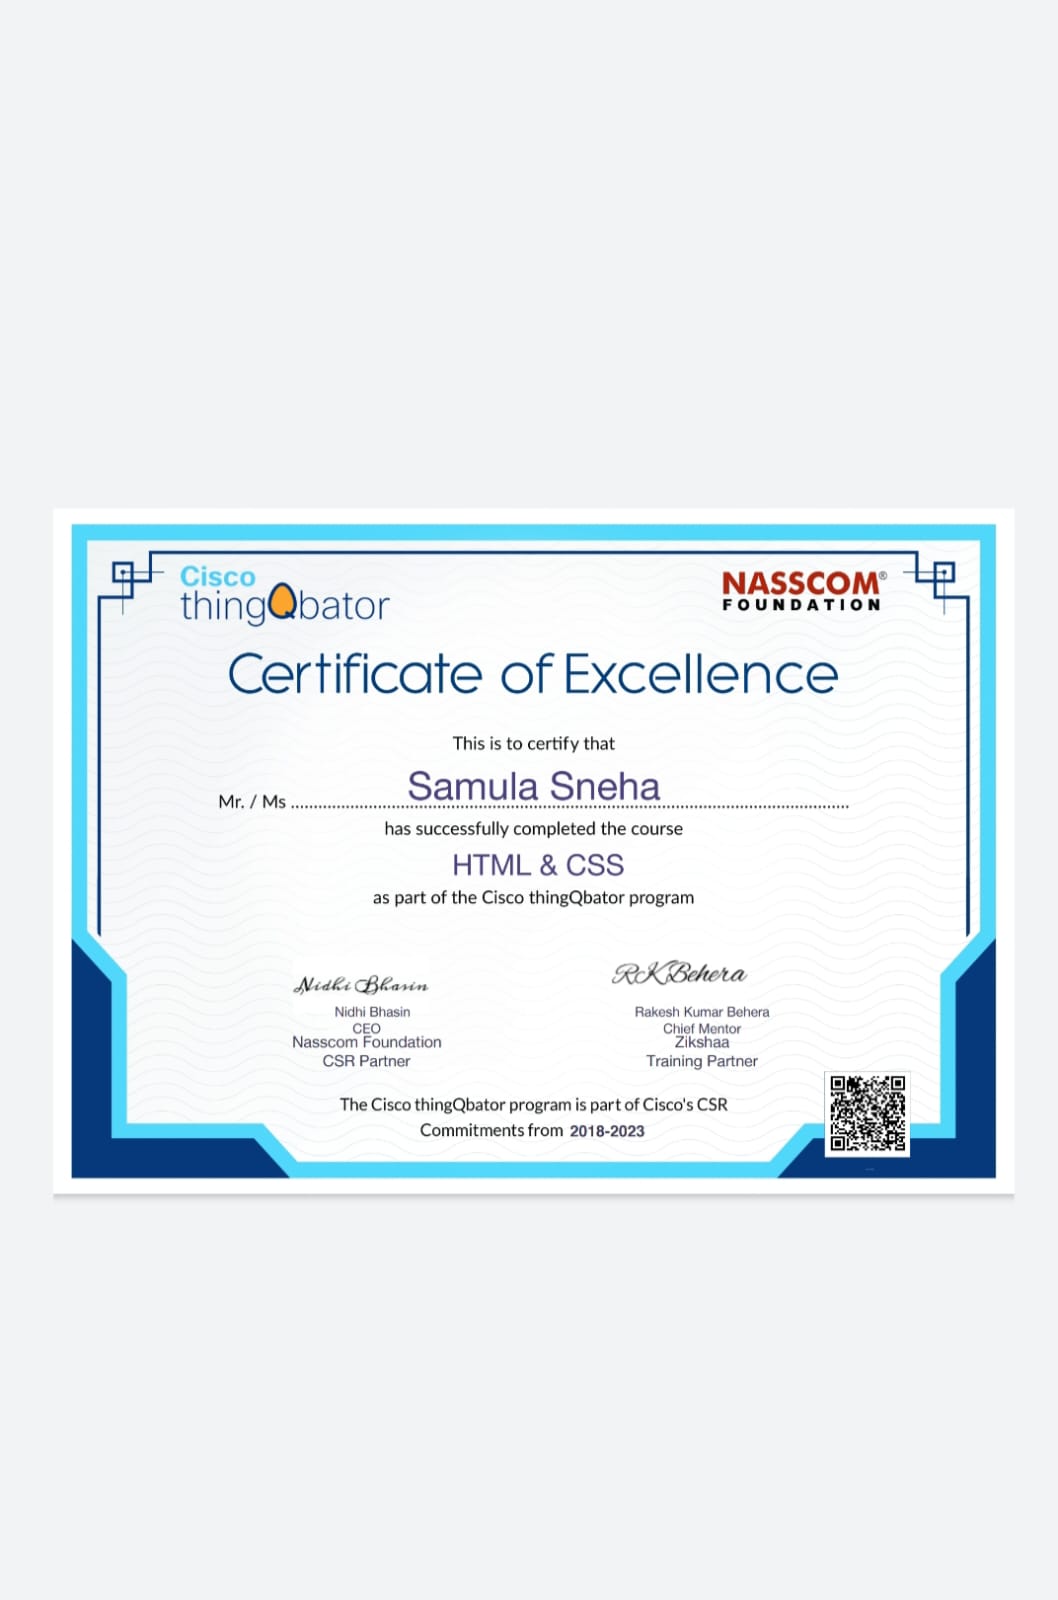 Cisco
thingQbator
NASSCOM®
FOUNDATION
Certificate of Excellence
This is to certify that
Mr. / Ms Samula Sneha
has successfully completed the course
HTML & CSS
as part of the Cisco thingQbator program
Nidhi Bhasin
Nidhi Bhasin
CEO
Nasscom Foundation
CSR Partner
RKBehera
Rakesh Kumar Behera
Chief Mentor
Zikshaa
Training Partner
The Cisco thingQbator program is part of Cisco's CSR
Commitments from 2018-2023